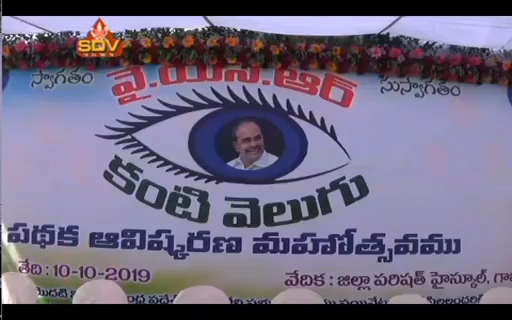 SDV
స్వాగతం
వై.యస్.ఆర్
సుస్వాగతం
కంటి వెలుగు
పథక ఆవిష్కరణ మహోత్సవము
తేది : 10-10-2019
వేదిక : జిల్లా పరిషత్ హైస్కూల్,